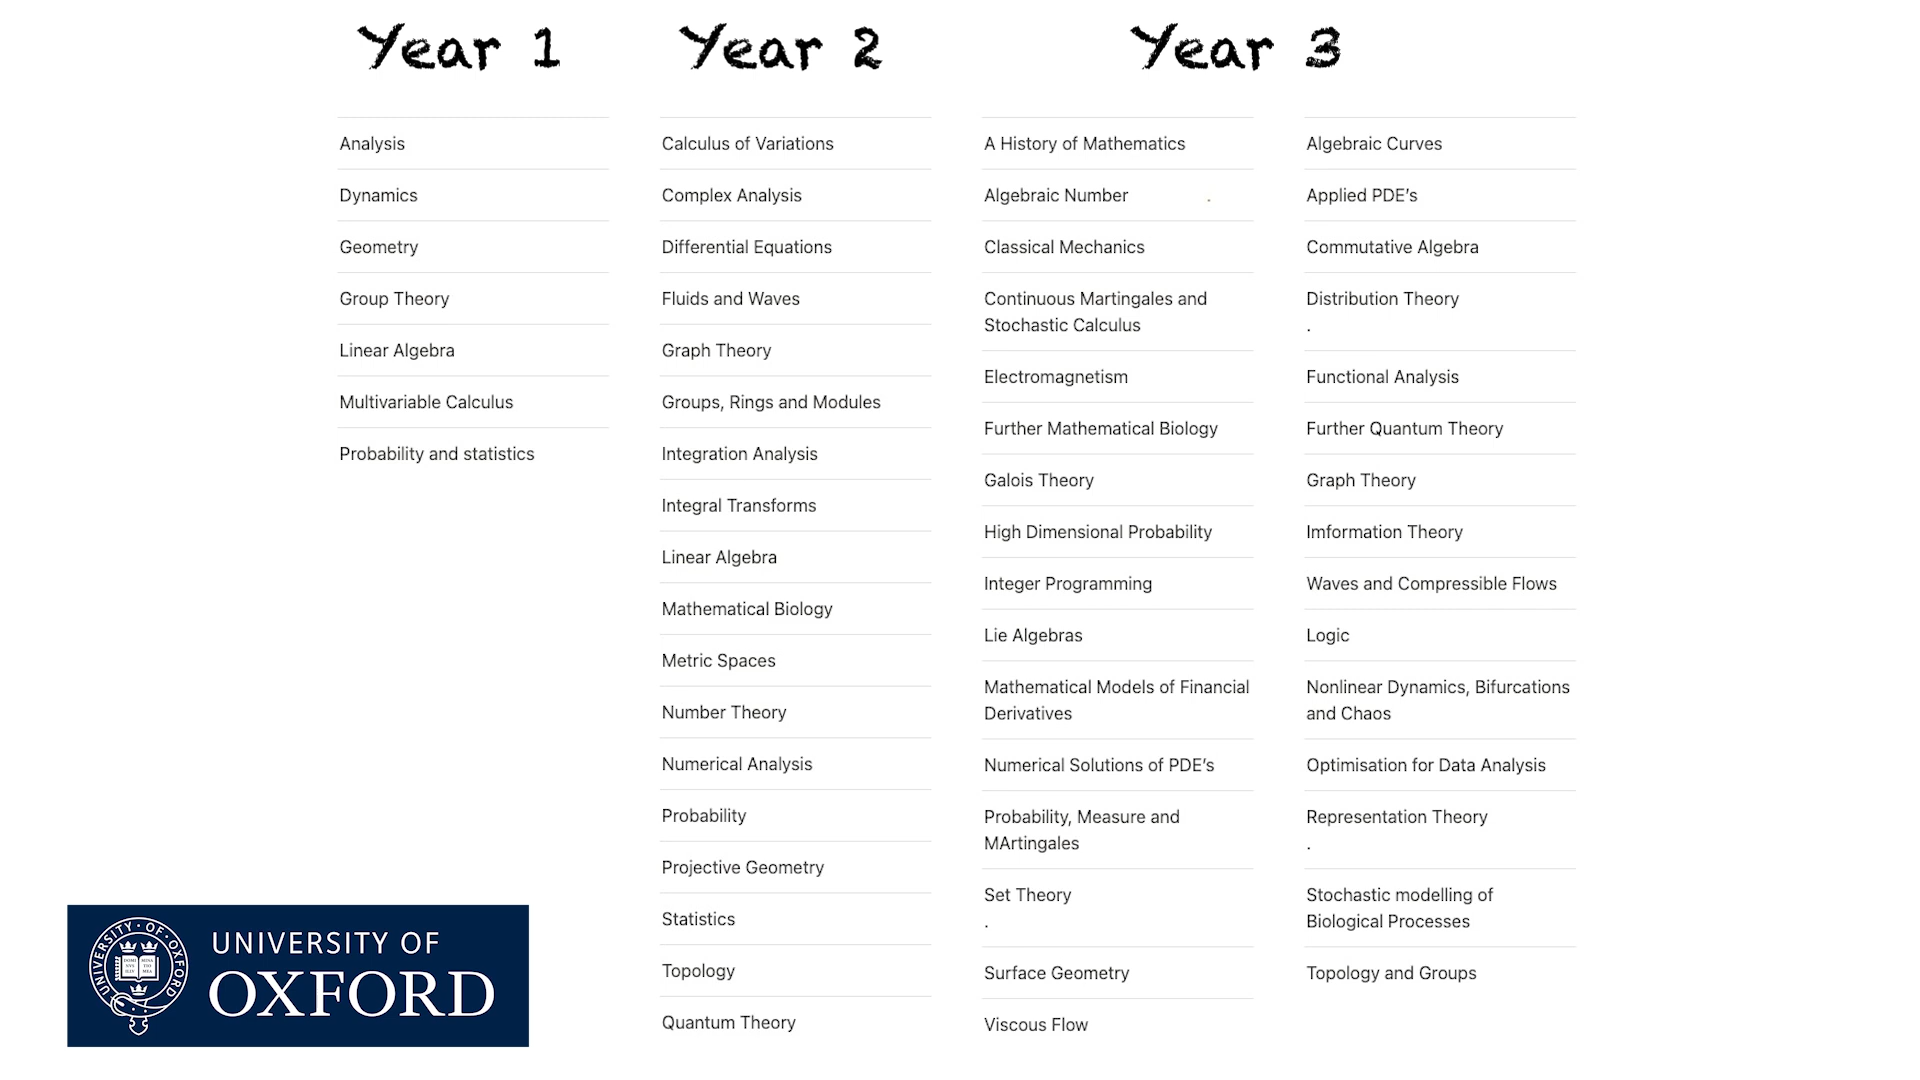 Year 1
Analysis
Dynamics
Geometry
Group Theory
Linear Algebra
Multivariable Calculus
Probability and statistics
Year 2
Calculus of Variations
Complex Analysis
Differential Equations
Fluids and Waves
Graph Theory
Groups, Rings and Modules
Integration Analysis
Integral Transforms
Linear Algebra
Mathematical Biology
Metric Spaces
Number Theory
Numerical Analysis
Probability
Projective Geometry
Statistics
Topology
Quantum Theory
Year 3
A History of Mathematics
Algebraic Number .
Classical Mechanics
Continuous Martingales and
Stochastic Calculus
Electromagnetism
Further Mathematical Biology
Galois Theory
High Dimensional Probability
Integer Programming
Lie Algebras
Mathematical Models of Financial
Derivatives
Numerical Solutions of PDE’s
Probability, Measure and
MArtingales
Set Theory
.
Surface Geometry
Viscous Flow
Algebraic Curves
Applied PDE’s
Commutative Algebra
Distribution Theory
.
Functional Analysis
Further Quantum Theory
Graph Theory
Imformation Theory
Waves and Compressible Flows
Logic
Nonlinear Dynamics, Bifurcations
and Chaos
Optimisation for Data Analysis
Representation Theory
.
Stochastic modelling of
Biological Processes
Topology and Groups
UNIVERSITY OF OXFORD
UNIVERSITY OF
OXFORD